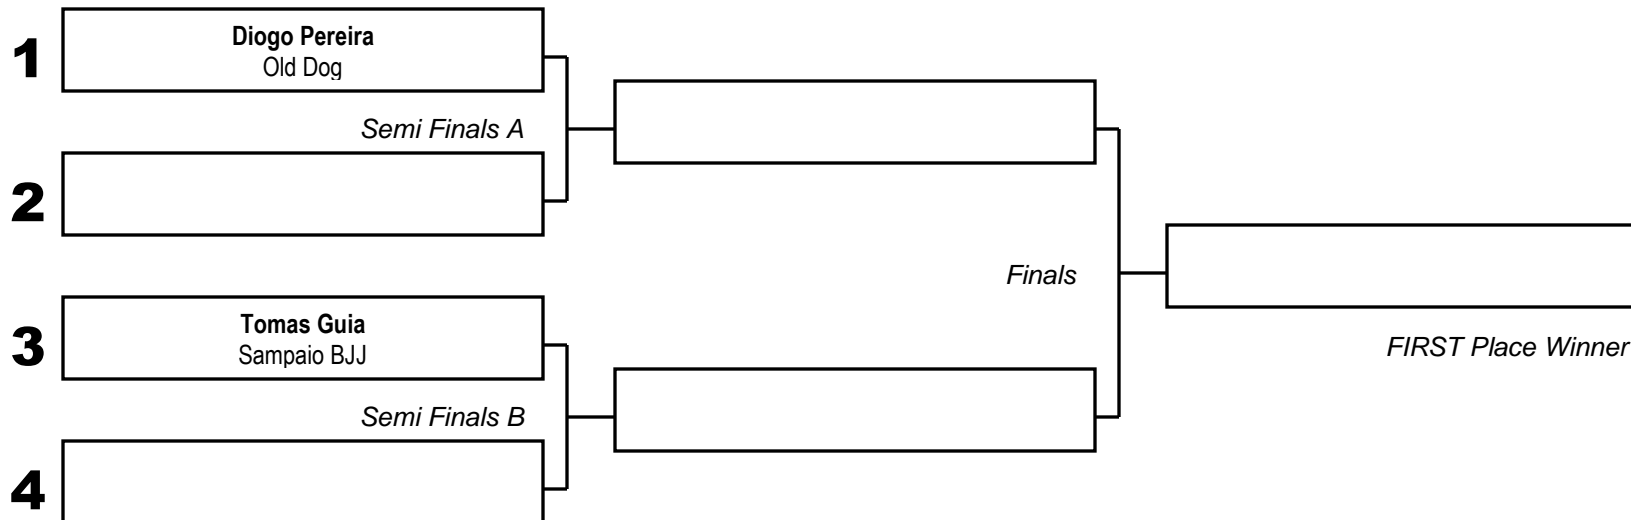 1
Diogo Pereira
Old Dog
Semi Finals A
2
Finals
3
Tomas Guia
Sampaio BJJ
FIRST Place Winner
Semi Finals B
4